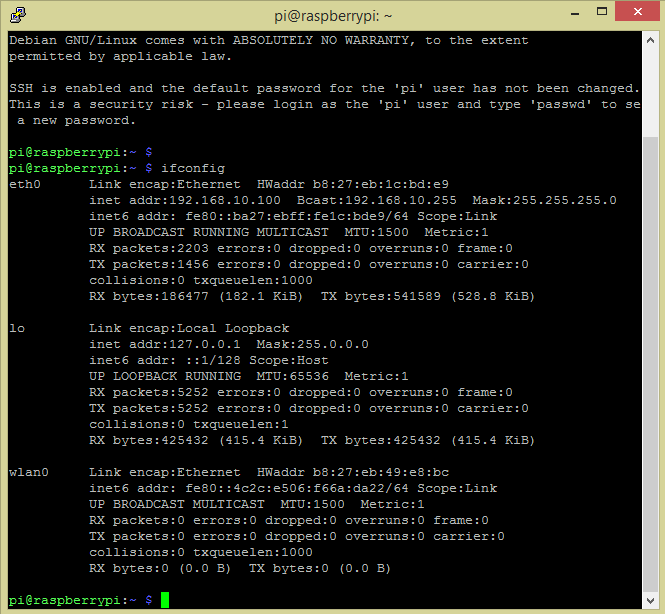 pi@raspberrypi: ~
Debian GNU/Linux comes with ABSOLUTELY NO WARRANTY, to the extent
permitted by applicable law.
SSH is enabled and the default password for the 'pi' user has not been changed.
This is a security risk - please login as the 'pi' user and type 'passwd' to se
 a new password.
pi@raspberrypi:~ $
pi@raspberrypi:~ $ ifconfig
eth0      Link encap:Ethernet  HWaddr b8:27:eb:1c:bd:e9
          inet addr:192.168.10.100  Bcast:192.168.10.255  Mask:255.255.255.0
          inet6 addr: fe80::ba27:ebff:fe1c:bde9/64 Scope:Link
          UP BROADCAST RUNNING MULTICAST  MTU:1500  Metric:1
          RX packets:2203 errors:0 dropped:0 overruns:0 frame:0
          TX packets:1456 errors:0 dropped:0 overruns:0 carrier:0
          collisions:0 txqueuelen:1000
          RX bytes:186477 (182.1 KiB)  TX bytes:541589 (528.8 KiB)
lo        Link encap:Local Loopback
          inet addr:127.0.0.1  Mask:255.0.0.0
          inet6 addr: ::1/128 Scope:Host
          UP LOOPBACK RUNNING  MTU:65536  Metric:1
          RX packets:5252 errors:0 dropped:0 overruns:0 frame:0
          TX packets:5252 errors:0 dropped:0 overruns:0 carrier:0
          collisions:0 txqueuelen:1
          RX bytes:425432 (415.4 KiB)  TX bytes:425432 (415.4 KiB)
wlan0     Link encap:Ethernet  HWaddr b8:27:eb:49:e8:bc
          inet6 addr: fe80::4c2c:e506:f66a:da22/64 Scope:Link
          UP BROADCAST MULTICAST  MTU:1500  Metric:1
          RX packets:0 errors:0 dropped:0 overruns:0 frame:0
          TX packets:0 errors:0 dropped:0 overruns:0 carrier:0
          collisions:0 txqueuelen:1000
          RX bytes:0 (0.0 B)  TX bytes:0 (0.0 B)
pi@raspberrypi:~ $